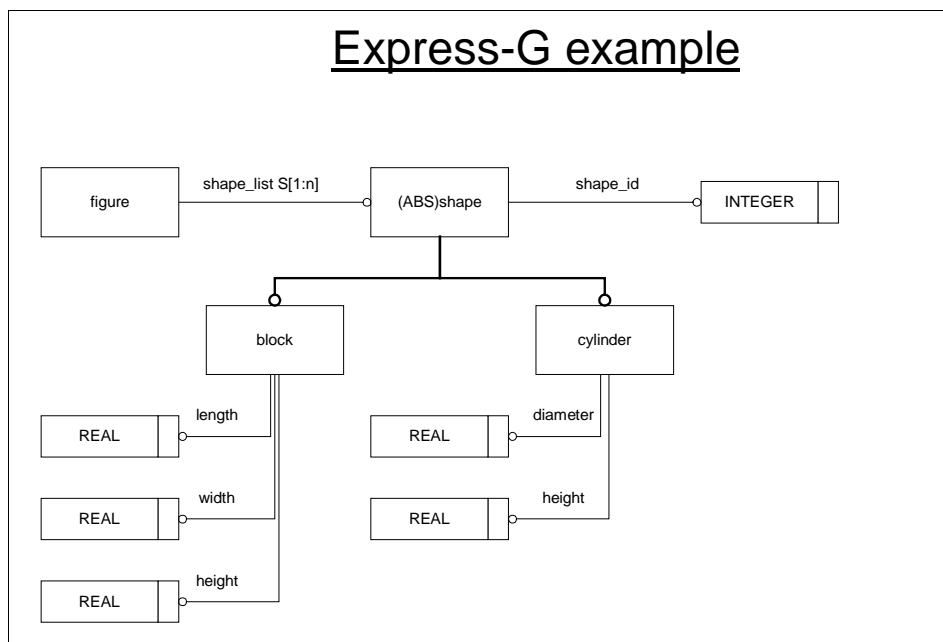 Express-G example
figure
shape_list S[1:n]
(ABS)shape
shape_id
INTEGER
block
cylinder
length
REAL
diameter
REAL
width
REAL
height
REAL
height
REAL